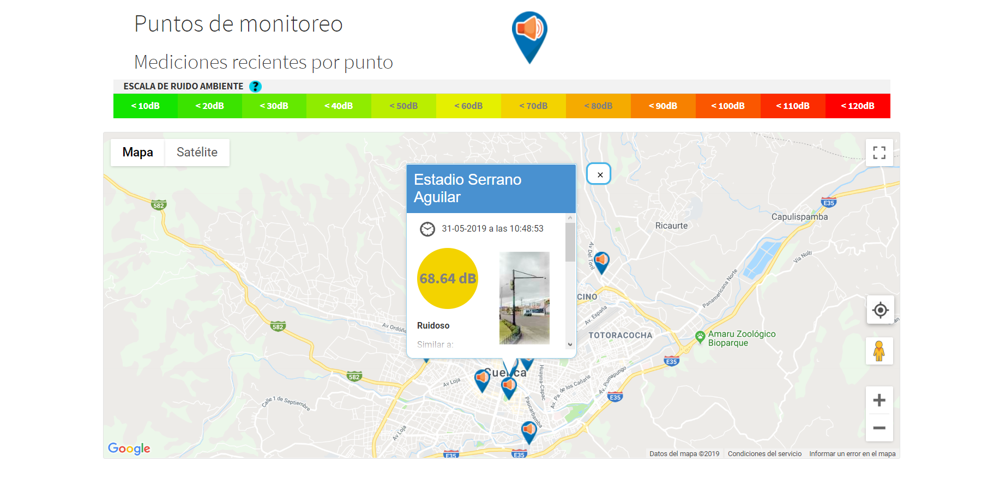 Puntos de monitoreo
Mediciones recientes por punto
ESCALA DE RUIDO AMBIENTE ?
< 10dB < 20dB < 30dB < 40dB < 50dB < 60dB < 70dB < 80dB < 90dB < 100dB < 110dB < 120dB
Mapa Satélite
Estadio Serrano
Aguilar
×
31-05-2019 a las 10:48:53
68.64 dB
Ruidoso
Similar a:
582
E35
Capulispamba
Ricaurte
Av Del Toril
Via Nulti
Panamericana Norte
CINO
Av. España
582
Av Ordóñe
TOTORACOCHA
Amaru Zoológico
Bioparque
E35
582
Cuenca
Av Loja
Huayna-Capac
Av. Pa. de los Cañaris
Av. Pumapungo
E35
Calle 1 de Septiembre
Paucarbamba
Av Loja
E35
E35
Google
Datos del mapa ©2019 Condiciones del servicio Informar un error en el mapa